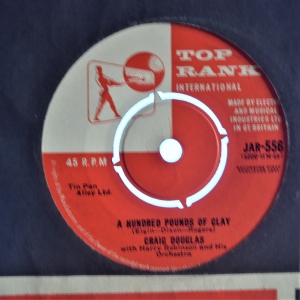 TOP
RANK
INTERNATIONAL
MADE BY ELECTRIC
AND MUSICAL
INDUSTRIES LTD
IN GT BRITAIN
JAR-556
45 R.P.M
Tin Pan
Alley Ltd.
A HUNDRED POUNDS OF CLAY
(Elgin-Dixon-Rogers)
CRAIG DOUGLAS
with Harry Robinson and His
Orchestra